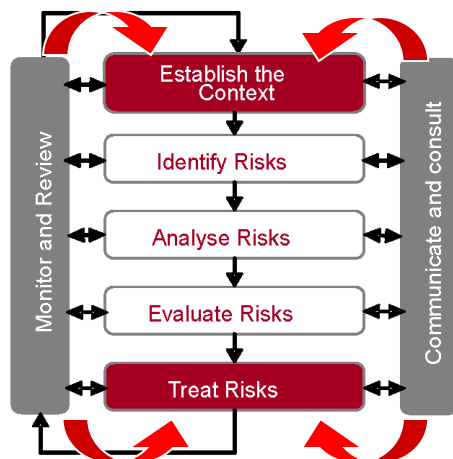 Establish the
Context
Identify Risks
Analyse Risks
Evaluate Risks
Treat Risks
Monitor and Review
Communicate and consult